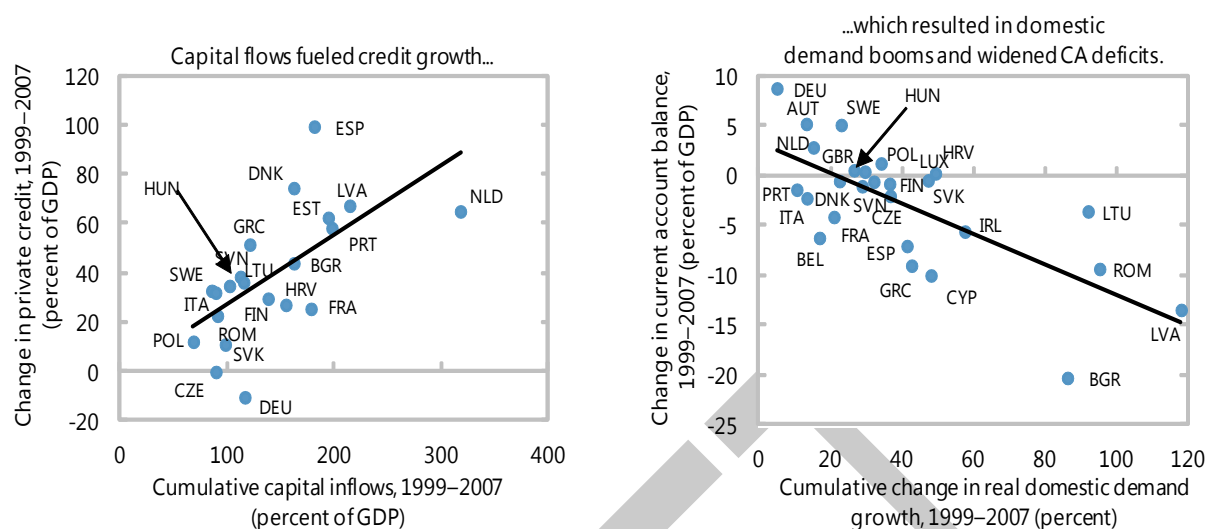 Capital flows fueled credit growth...
Change in private credit, 1999–2007
(percent of GDP)
120
100
80
60
40
20
0
-20
ESP
DNK
LVA
NLD
HUN
EST
GRC
PRT
SVN
LTU
BGR
SWE
ITA
HRV
FIN
FRA
POL
ROM
SVK
CZE
DEU
0
100
200
300
400
Cumulative capital inflows, 1999–2007
(percent of GDP)
...which resulted in domestic
demand booms and widened CA deficits.
Change in current account balance,
1999–2007 (percent of GDP)
10
5
0
-5
-10
-15
-20
-25
DEU
HUN
AUT
SWE
NLD
GBR
POL
LUX
HRV
PRT
DNK
SVN
FIN
SVK
ITA
CZE
LTU
FRA
IRL
BEL
ESP
ROM
GRC
CYP
LVA
BGR
0
20
40
60
80
100
120
Cumulative change in real domestic demand
growth, 1999–2007 (percent)